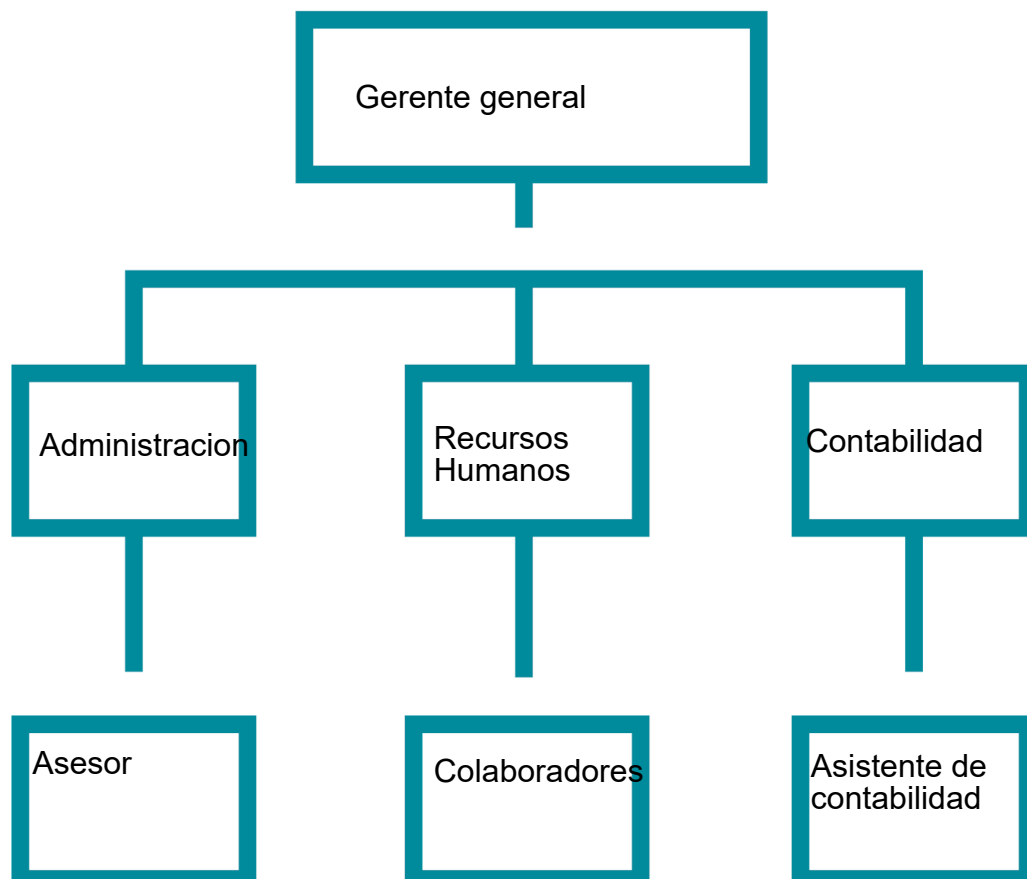 Gerente general
Administracion
Recursos
Humanos
Contabilidad
Asesor
Colaboradores
Asistente de
contabilidad